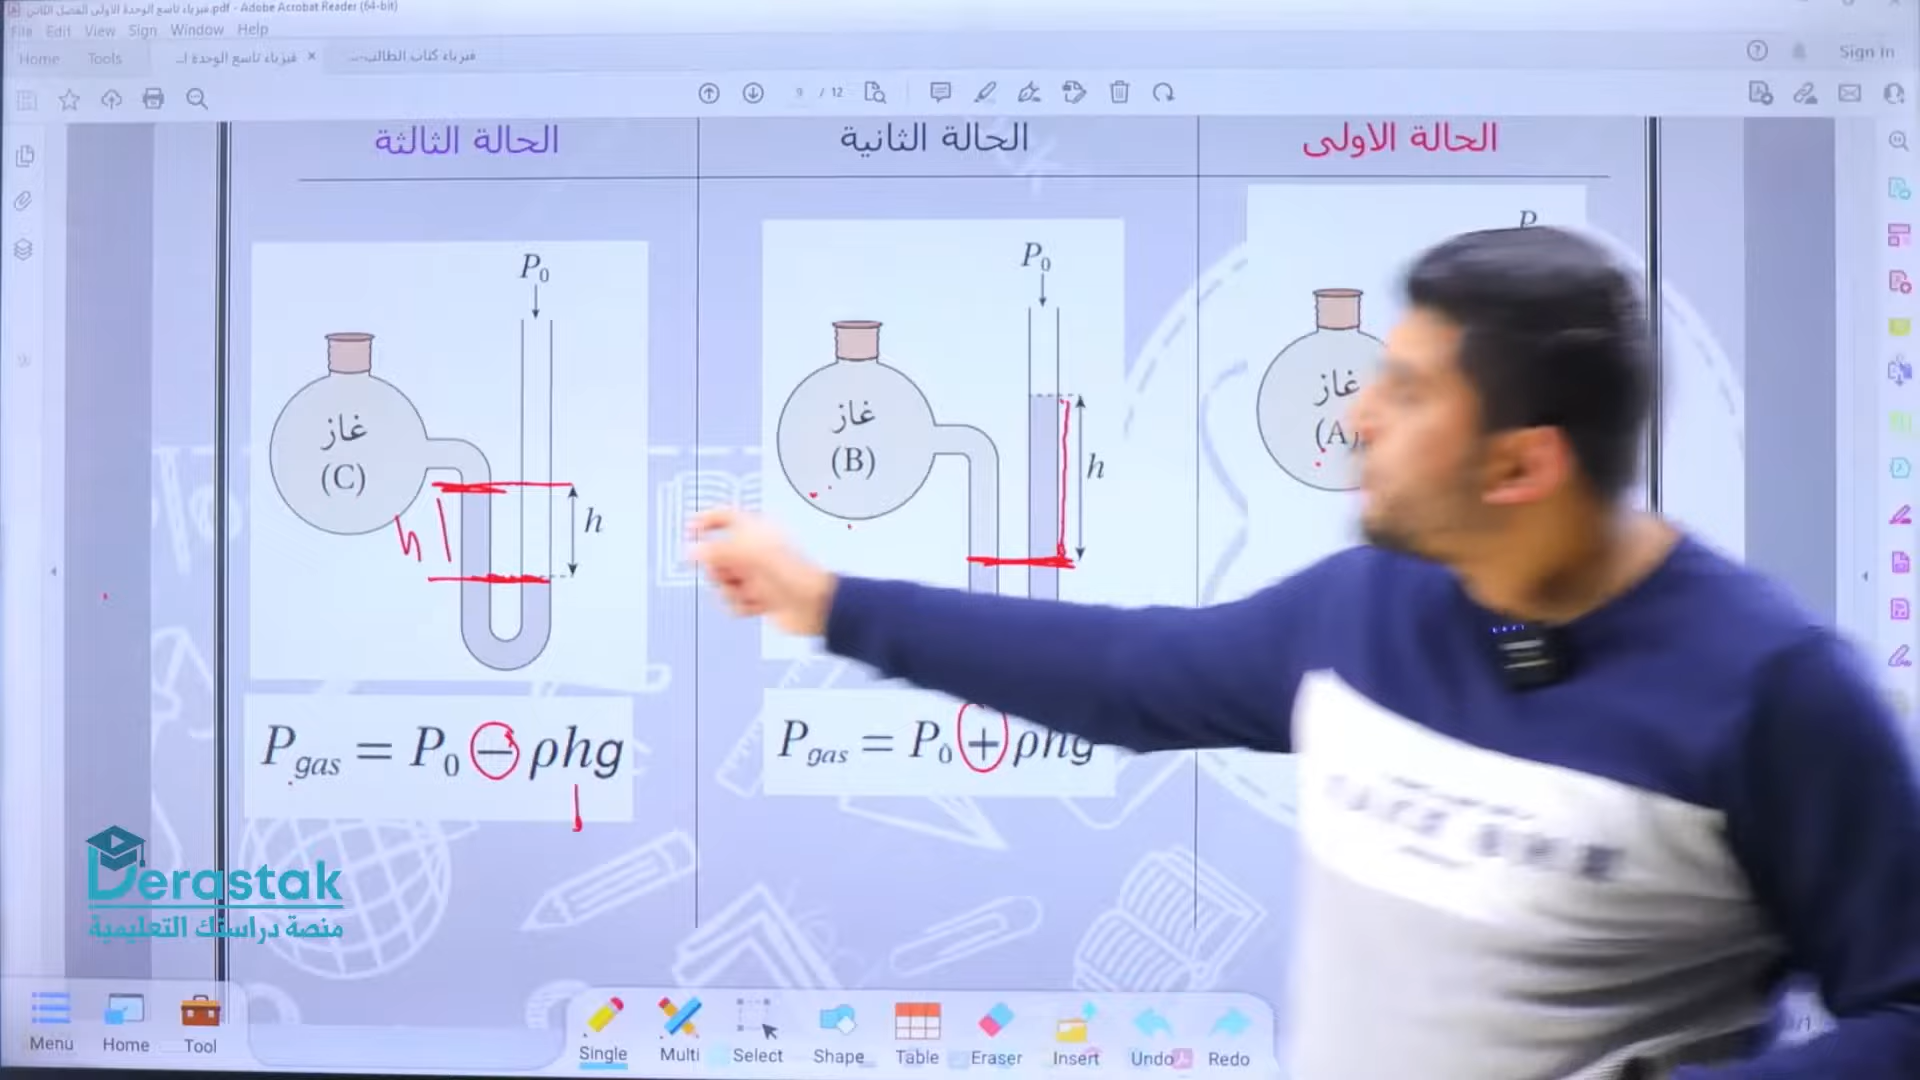 فيزياء تاسع الوحدة الاولى الفصل الثاني.pdf - Adobe Acrobat Reader (64-bit)
File Edit View Sign Window Help
Home Tools فيزياء تاسع الوحدة ا... × فيزياء كتاب الطالب-...
Sign In
9 / 12
الحالة الاولى
الحالة الثانية
الحالة الثالثة
P
غاز
(A)
P₀
غاز
(B)
h
P₀
غاز
(C)
h
h
P gas = P₀ + ρhg
P gas = P₀ − ρhg
Derastak
منصة دراستك التعليمية
Menu Home Tool
Single Multi Select Shape Table Eraser Insert Undo Redo